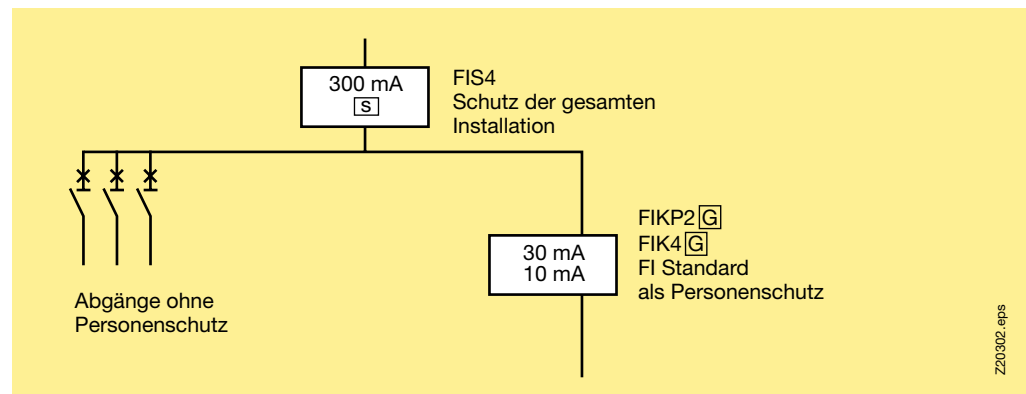 300 mA
S
FIS4
Schutz der gesamten
Installation
Abgänge ohne
Personenschutz
30 mA
10 mA
FIKP2 G
FIK4 G
FI Standard
als Personenschutz
Z20302.eps